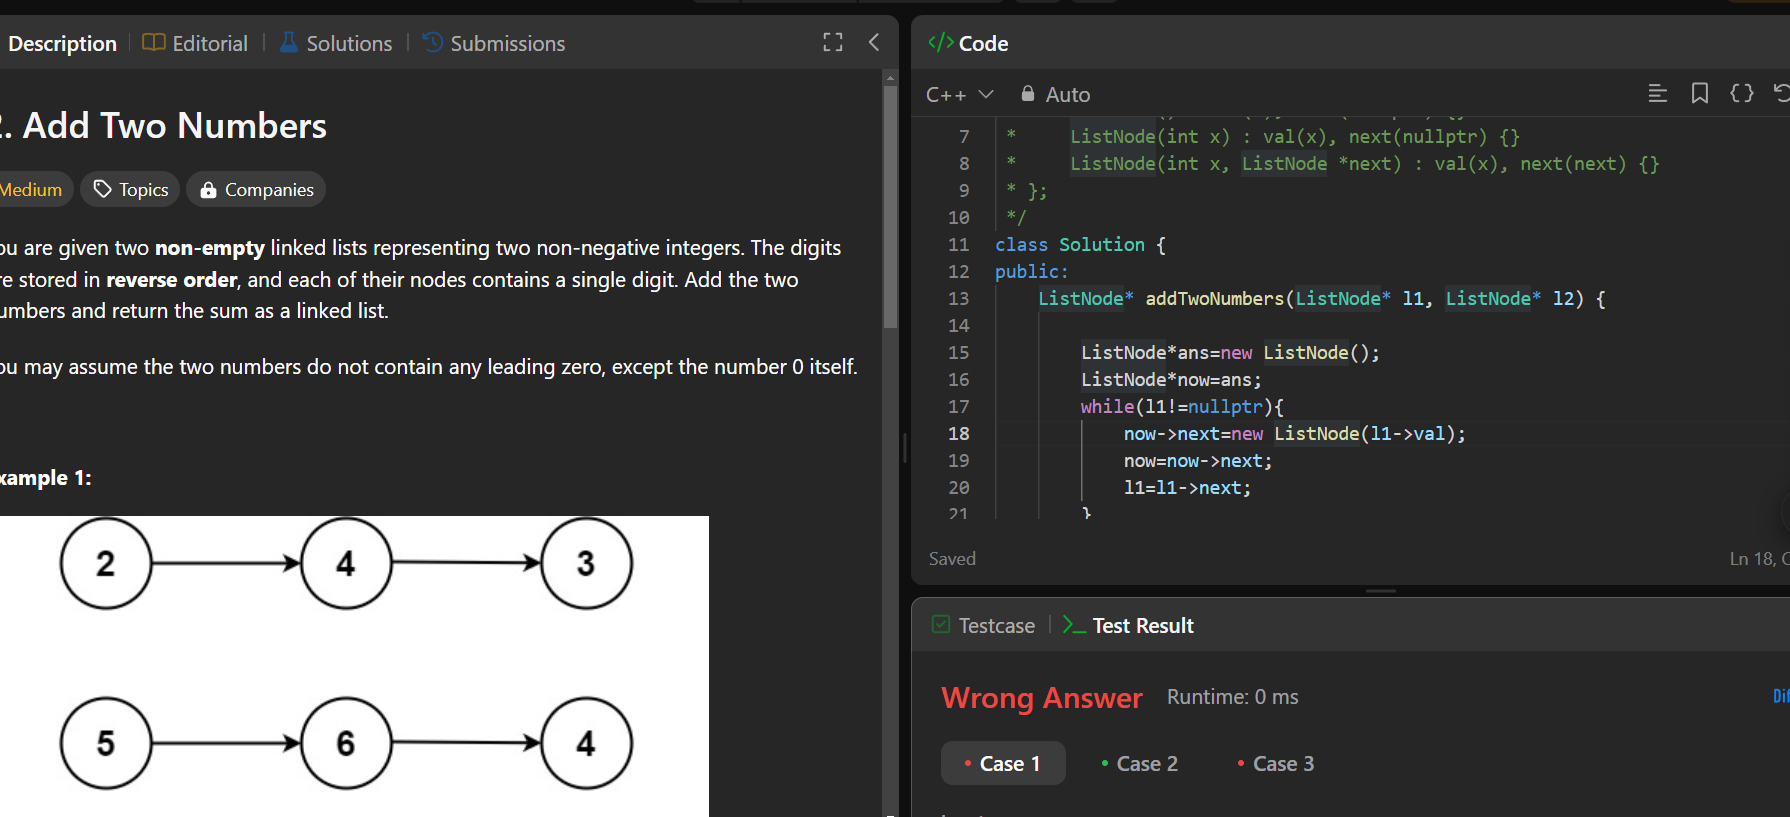 Description | Editorial | Solutions | Submissions
. Add Two Numbers
Medium Topics Companies
ou are given two non-empty linked lists representing two non-negative integers. The digits
re stored in reverse order, and each of their nodes contains a single digit. Add the two
umbers and return the sum as a linked list.
ou may assume the two numbers do not contain any leading zero, except the number 0 itself.
xample 1:
2 4 3
5 6 4
</> Code
C++ Auto
7 * ListNode(int x) : val(x), next(nullptr) {}
8 * ListNode(int x, ListNode *next) : val(x), next(next) {}
9 * };
10 */
11 class Solution {
12 public:
13 ListNode* addTwoNumbers(ListNode* l1, ListNode* l2) {
14
15 ListNode*ans=new ListNode();
16 ListNode*now=ans;
17 while(l1!=nullptr){
18 now->next=new ListNode(l1->val);
19 now=now->next;
20 l1=l1->next;
21 }
Saved Ln 18,
Testcase | >_ Test Result
Wrong Answer Runtime: 0 ms
Case 1 Case 2 Case 3